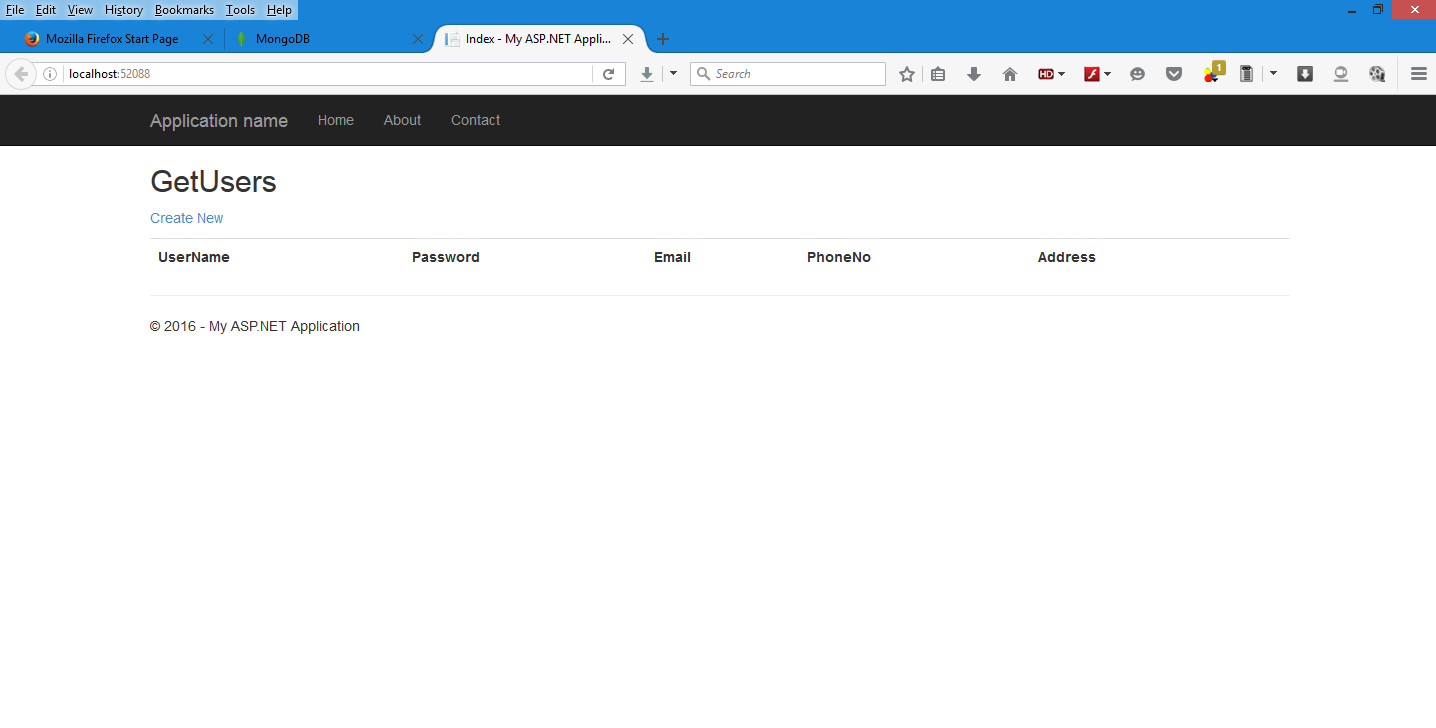 File Edit View History Bookmarks Tools Help
Mozilla Firefox Start Page MongoDB Index - My ASP.NET Appli...
localhost:52088 Search HD 1
Application name Home About Contact
GetUsers
Create New
UserName Password Email PhoneNo Address
© 2016 - My ASP.NET Application